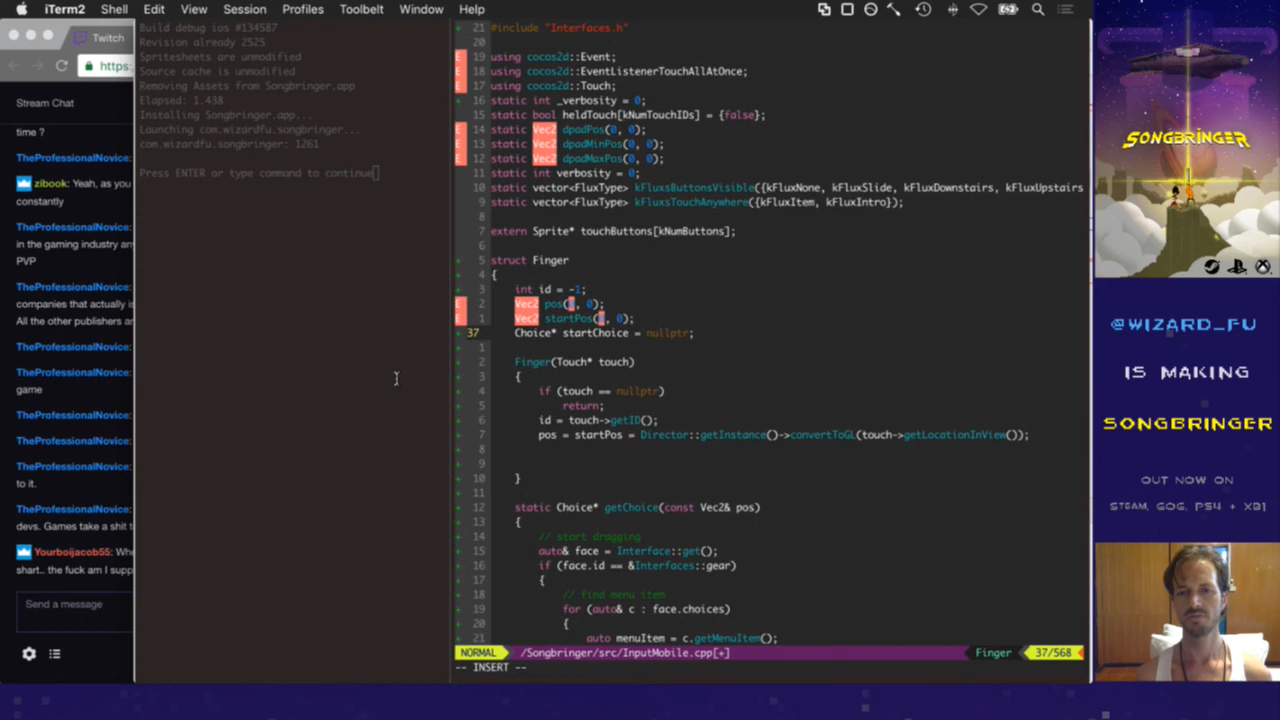 iTerm2 Shell Edit View Session Profiles Toolbelt Window Help
Twitch
https:
Stream Chat
time ?
TheProfessionalNovice:
zibook: Yeah, as you
constantly
TheProfessionalNovice:
in the gaming industry
PVP
TheProfessionalNovice:
companies that actually is
All the other publishers ar
TheProfessionalNovice:
TheProfessionalNovice:
game
TheProfessionalNovice:
TheProfessionalNovice:
TheProfessionalNovice:
to it.
TheProfessionalNovice:
devs. Games take a shit t
Yourboijacob55: Who
shart.. the fuck am I supp
Send a message
Build debug ios #134587
Revision already 2525
Spritesheets are unmodified
Source cache is unmodified
Removing Assets from Songbringer.app
Elapsed: 1.438
Installing Songbringer.app...
Launching com.wizardfu.songbringer...
com.wizardfu.songbringer: 1261
Press ENTER or type command to continue
+ 21 #include "Interfaces.h"
20
E 19 using cocos2d::Event;
E 18 using cocos2d::EventListenerTouchAllAtOnce;
E 17 using cocos2d::Touch;
+ 16 static int _verbosity = 0;
15 static bool heldTouch[kNumTouchIDs] = {false};
E 14 static Vec2 dpadPos(0, 0);
E 13 static Vec2 dpadMinPos(0, 0);
E 12 static Vec2 dpadMaxPos(0, 0);
11 static int verbosity = 0;
10 static vector<FluxType> kFluxsButtonsVisible({kFluxNone, kFluxSlide, kFluxDownstairs, kFluxUpstairs
9 static vector<FluxType> kFluxsTouchAnywhere({kFluxItem, kFluxIntro});
8
7 extern Sprite* touchButtons[kNumButtons];
6
+ 5 struct Finger
+ 4 {
+ 3 int id = -1;
E 2 Vec2 pos( , 0);
E 1 Vec2 startPos( , 0);
+ 37 Choice* startChoice = nullptr;
+ 1
+ 2 Finger(Touch* touch)
+ 3 {
+ 4 if (touch == nullptr)
+ 5 return;
+ 6 id = touch->getID();
+ 7 pos = startPos = Director::getInstance()->convertToGL(touch->getLocationInView());
+ 8
+ 9
+ 10 }
+ 11
+ 12 static Choice* getChoice(const Vec2& pos)
+ 13 {
+ 14 // start dragging
+ 15 auto& face = Interface::get();
+ 16 if (face.id == &Interfaces::gear)
+ 17 {
+ 18 // find menu item
+ 19 for (auto& c : face.choices)
+ 20 {
+ 21 auto menuItem = c.getMenuItem();
NORMAL /Songbringer/src/InputMobile.cpp[+] Finger 37/568
-- INSERT --
SONGBRINGER
@WIZARD_FU
IS MAKING
SONGBRINGER
OUT NOW ON
STEAM, GOG, PS4 + XB1